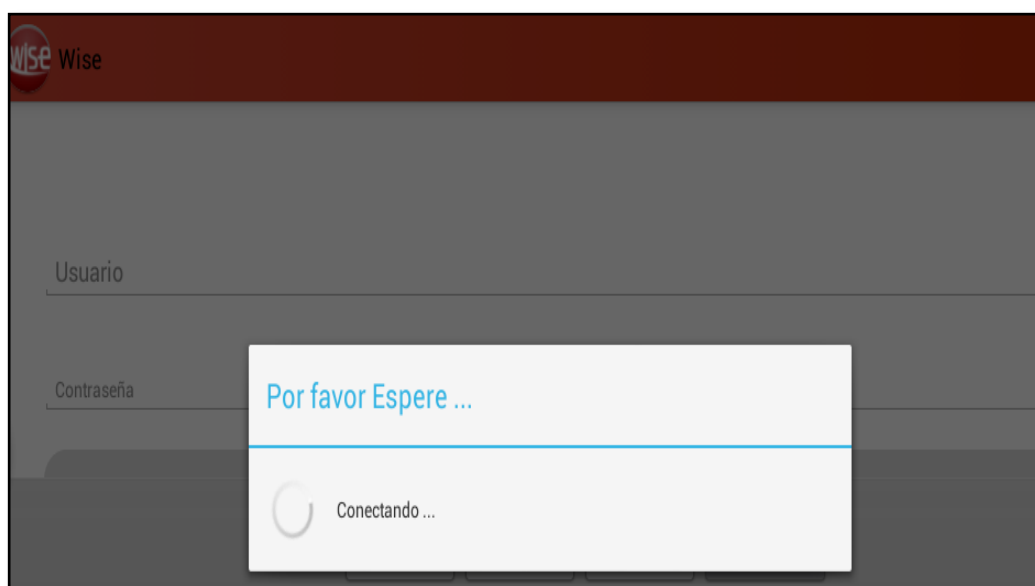 wise Wise
Usuario
Contraseña
Por favor Espere ...
Conectando ...